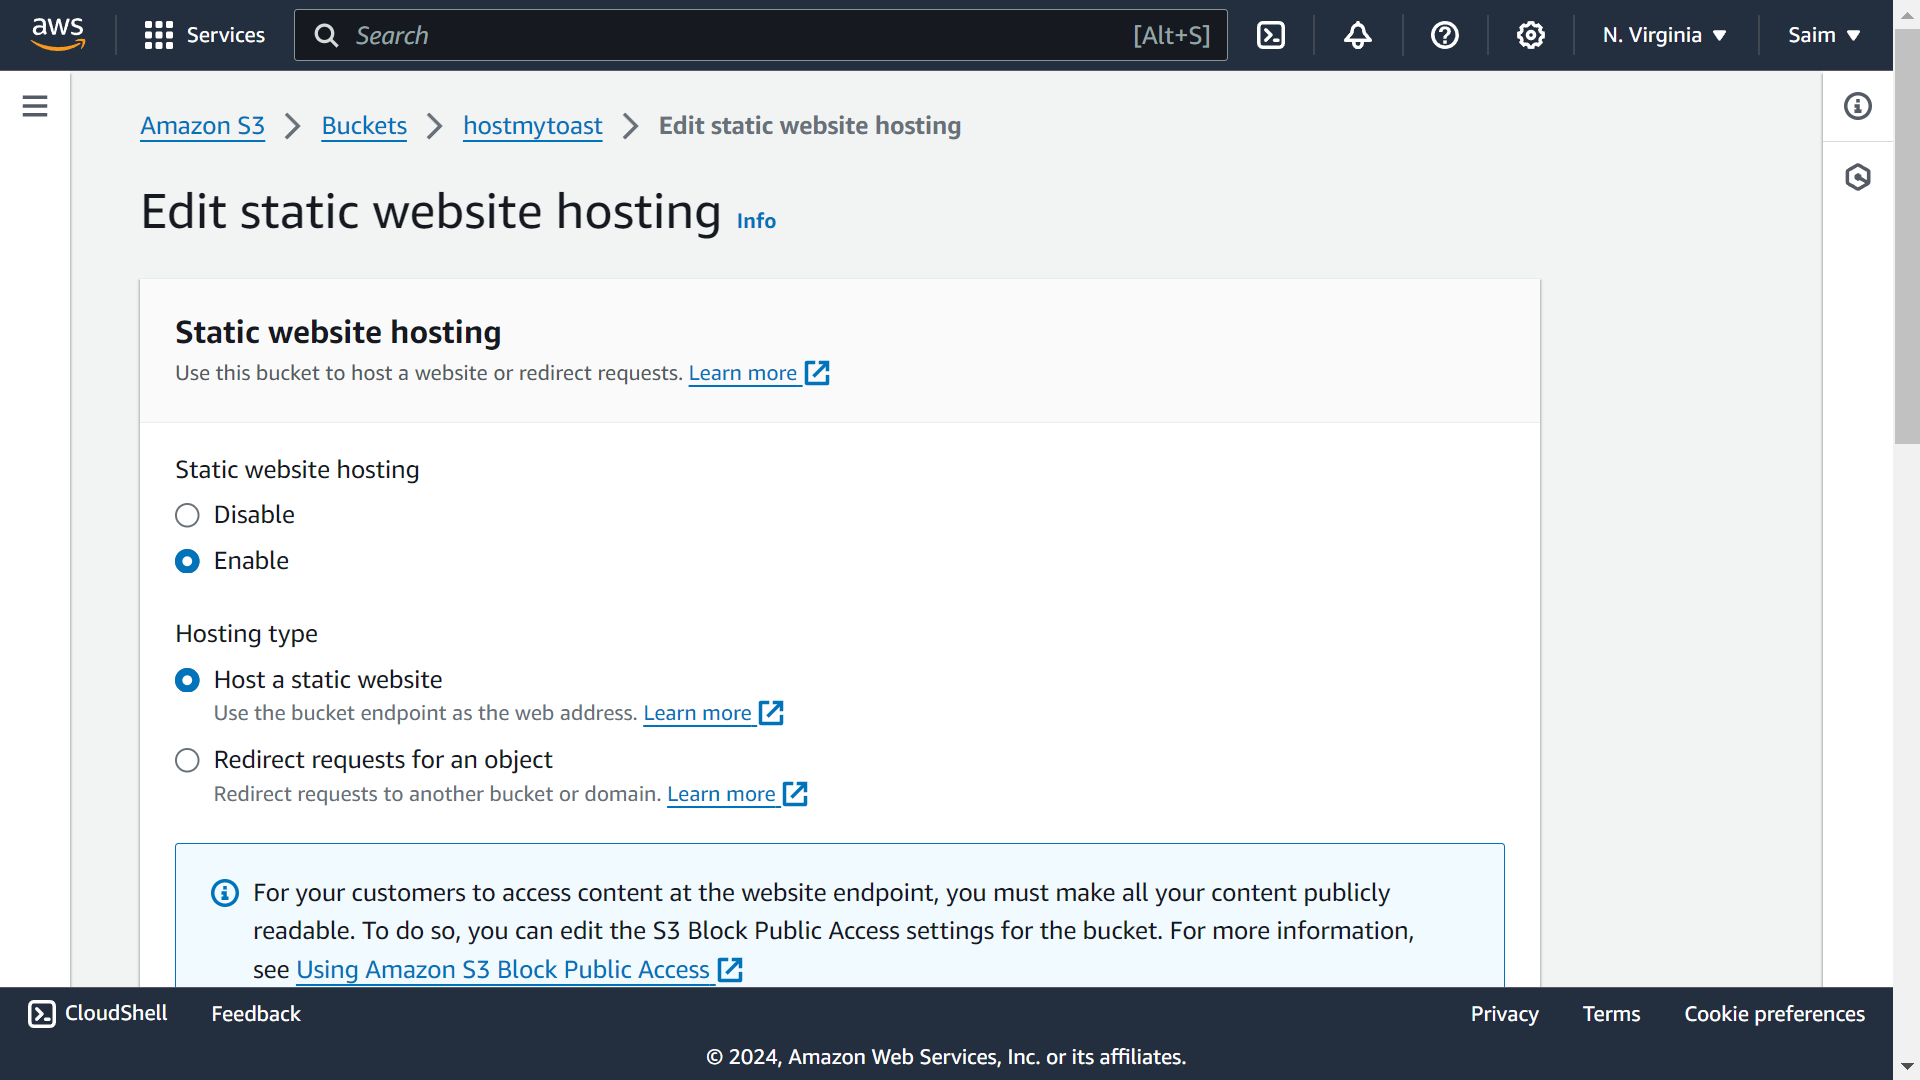 aws
Services
Search
[Alt+S]
N. Virginia
Saim
Amazon S3
Buckets
hostmytoast
Edit static website hosting
Edit static website hosting Info
Static website hosting
Use this bucket to host a website or redirect requests. Learn more
Static website hosting
Disable
Enable
Hosting type
Host a static website
Use the bucket endpoint as the web address. Learn more
Redirect requests for an object
Redirect requests to another bucket or domain. Learn more
For your customers to access content at the website endpoint, you must make all your content publicly
readable. To do so, you can edit the S3 Block Public Access settings for the bucket. For more information,
see Using Amazon S3 Block Public Access
CloudShell
Feedback
Privacy
Terms
Cookie preferences
© 2024, Amazon Web Services, Inc. or its affiliates.